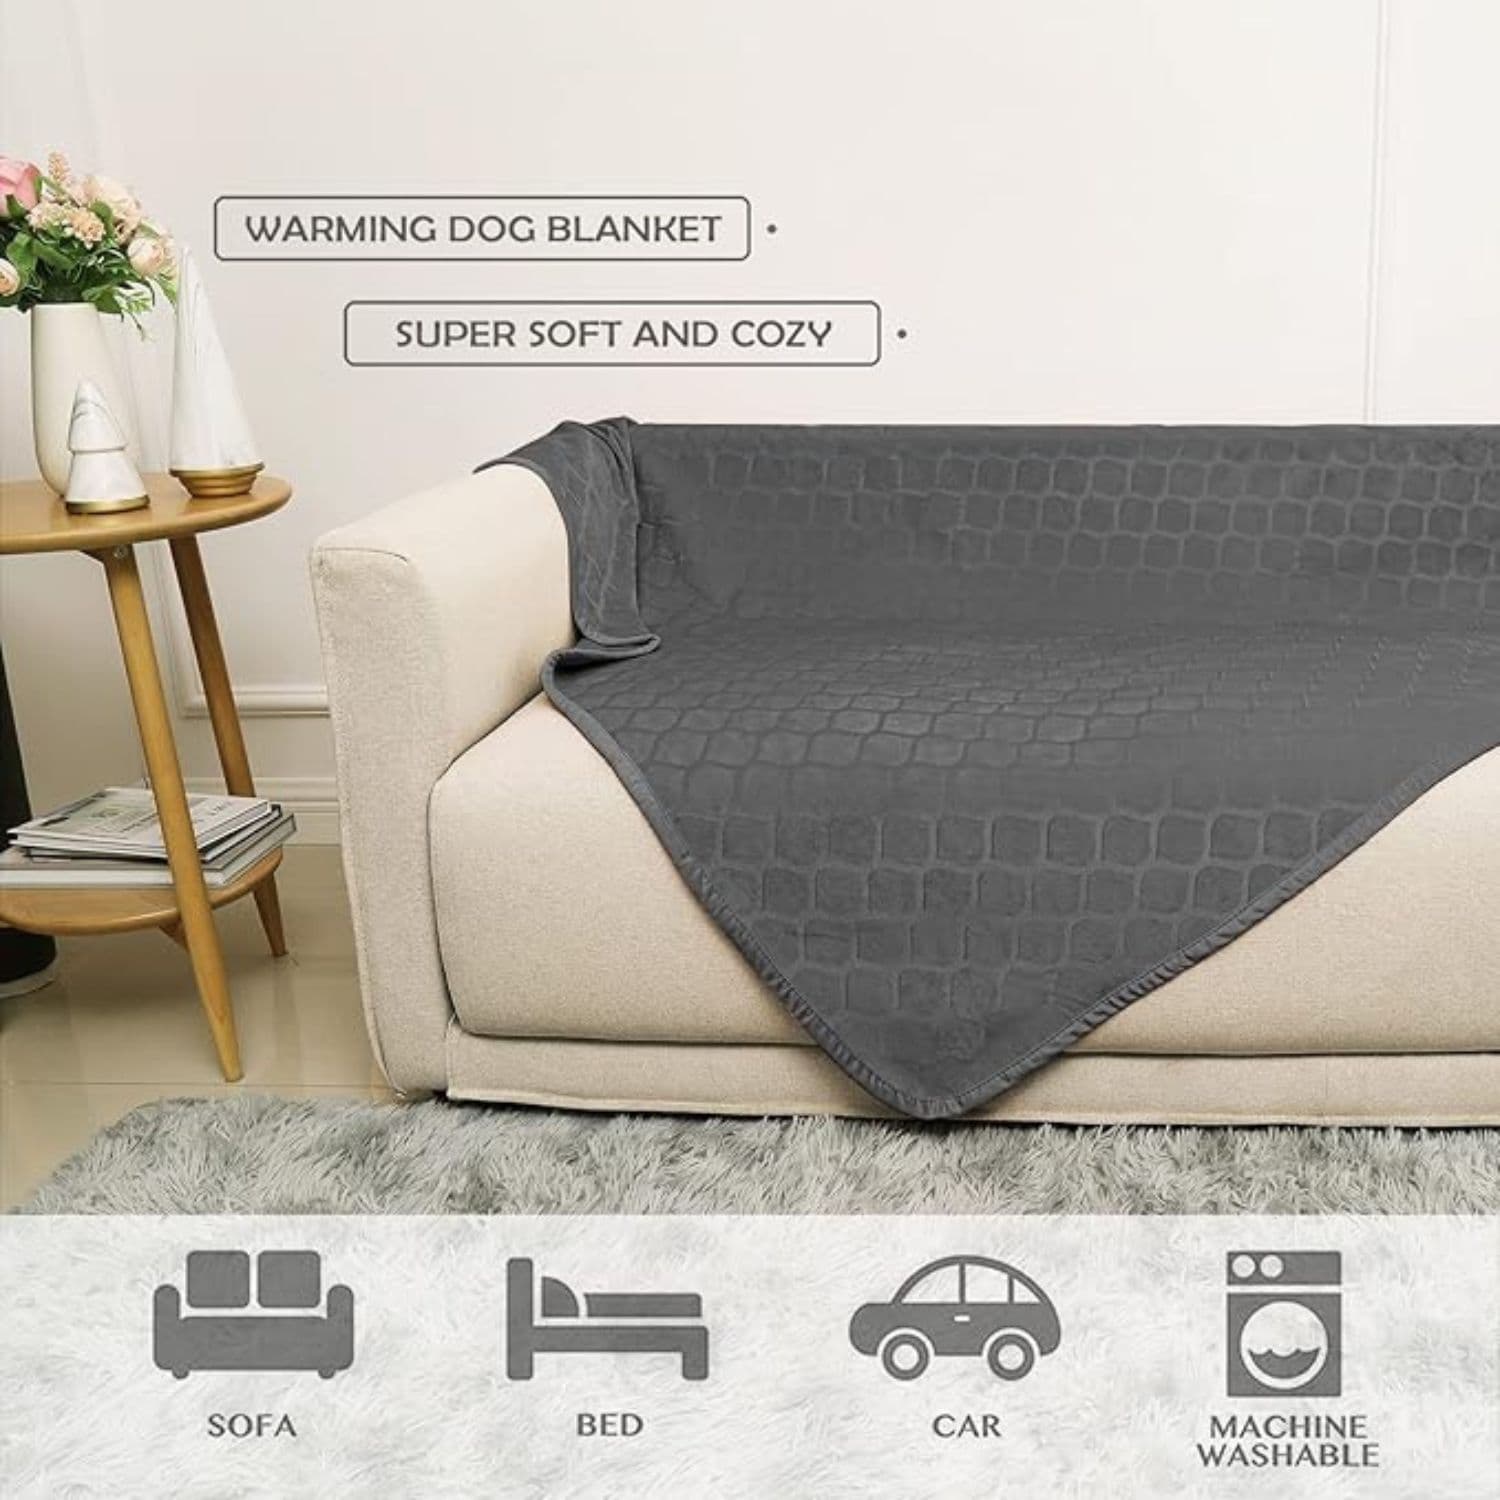 WARMING DOG BLANKET
SUPER SOFT AND COZY
SOFA
BED
CAR
MACHINE
WASHABLE